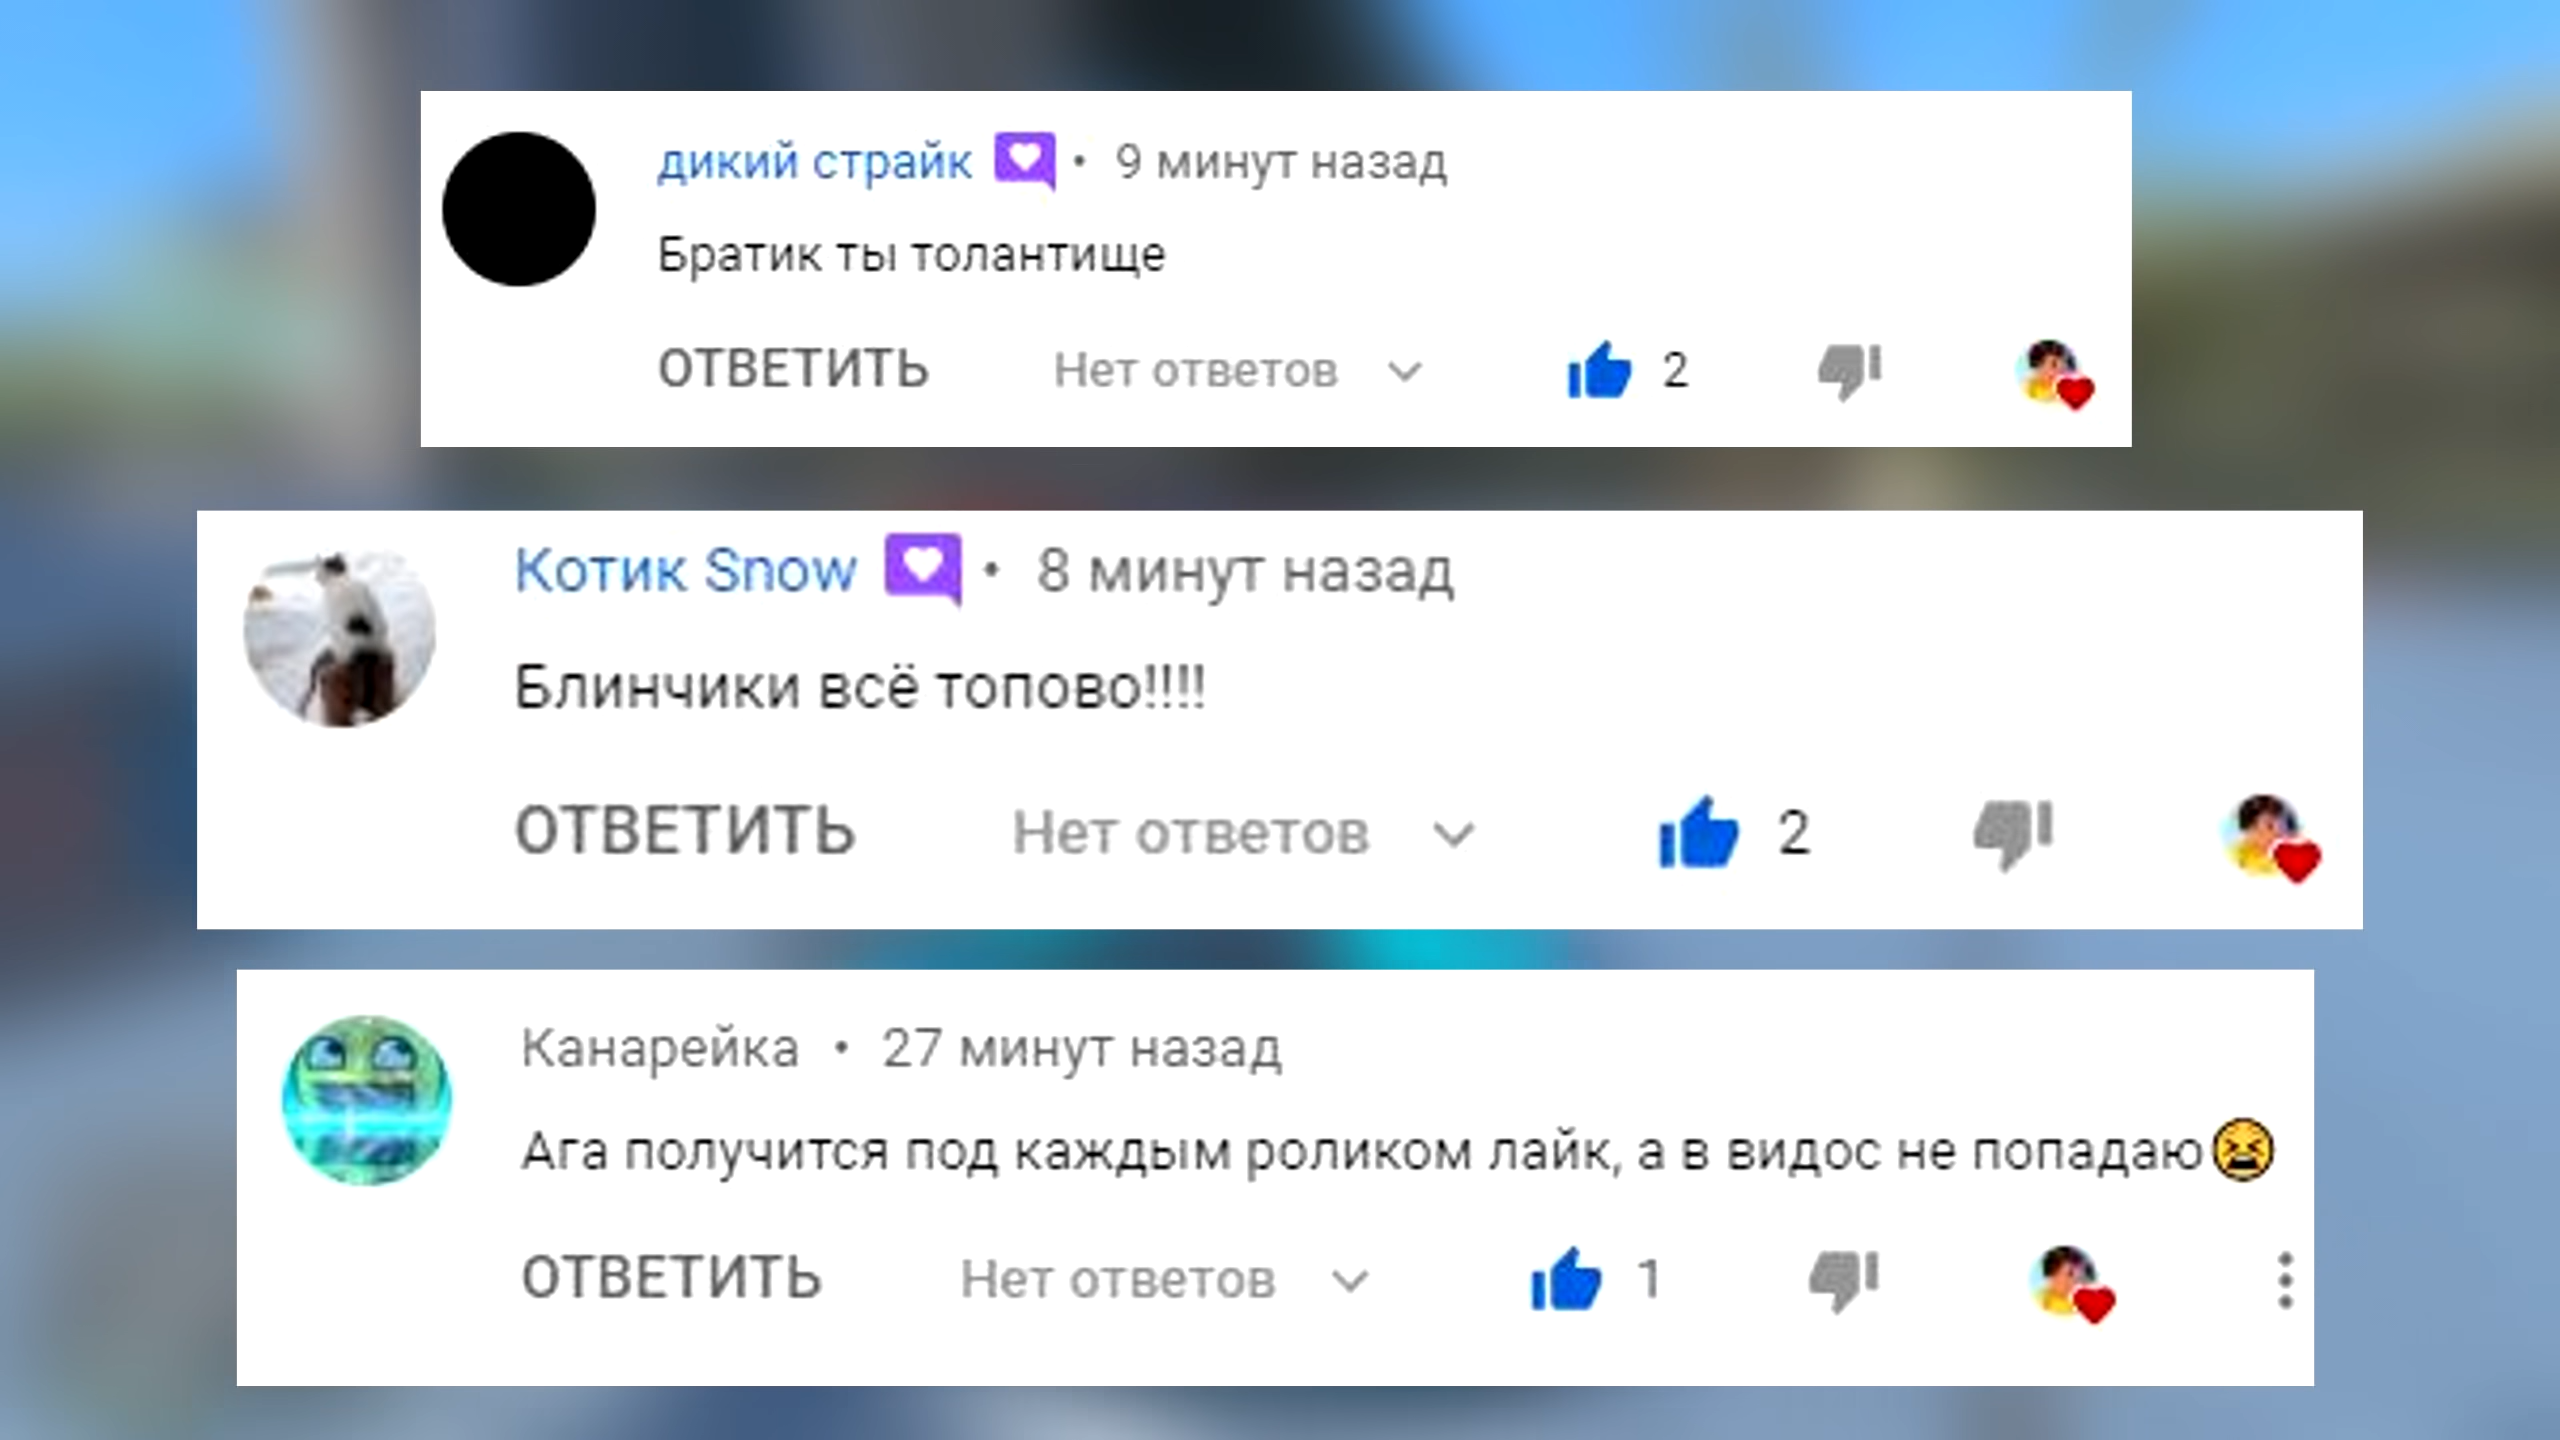 дикий страйк • 9 минут назад
Братик ты толантище
ОТВЕТИТЬ Нет ответов 2
Котик Snow • 8 минут назад
Блинчики всё топово!!!!
ОТВЕТИТЬ Нет ответов 2
Канарейка • 27 минут назад
Ага получится под каждым роликом лайк, а в видос не попадаю😫
ОТВЕТИТЬ Нет ответов 1